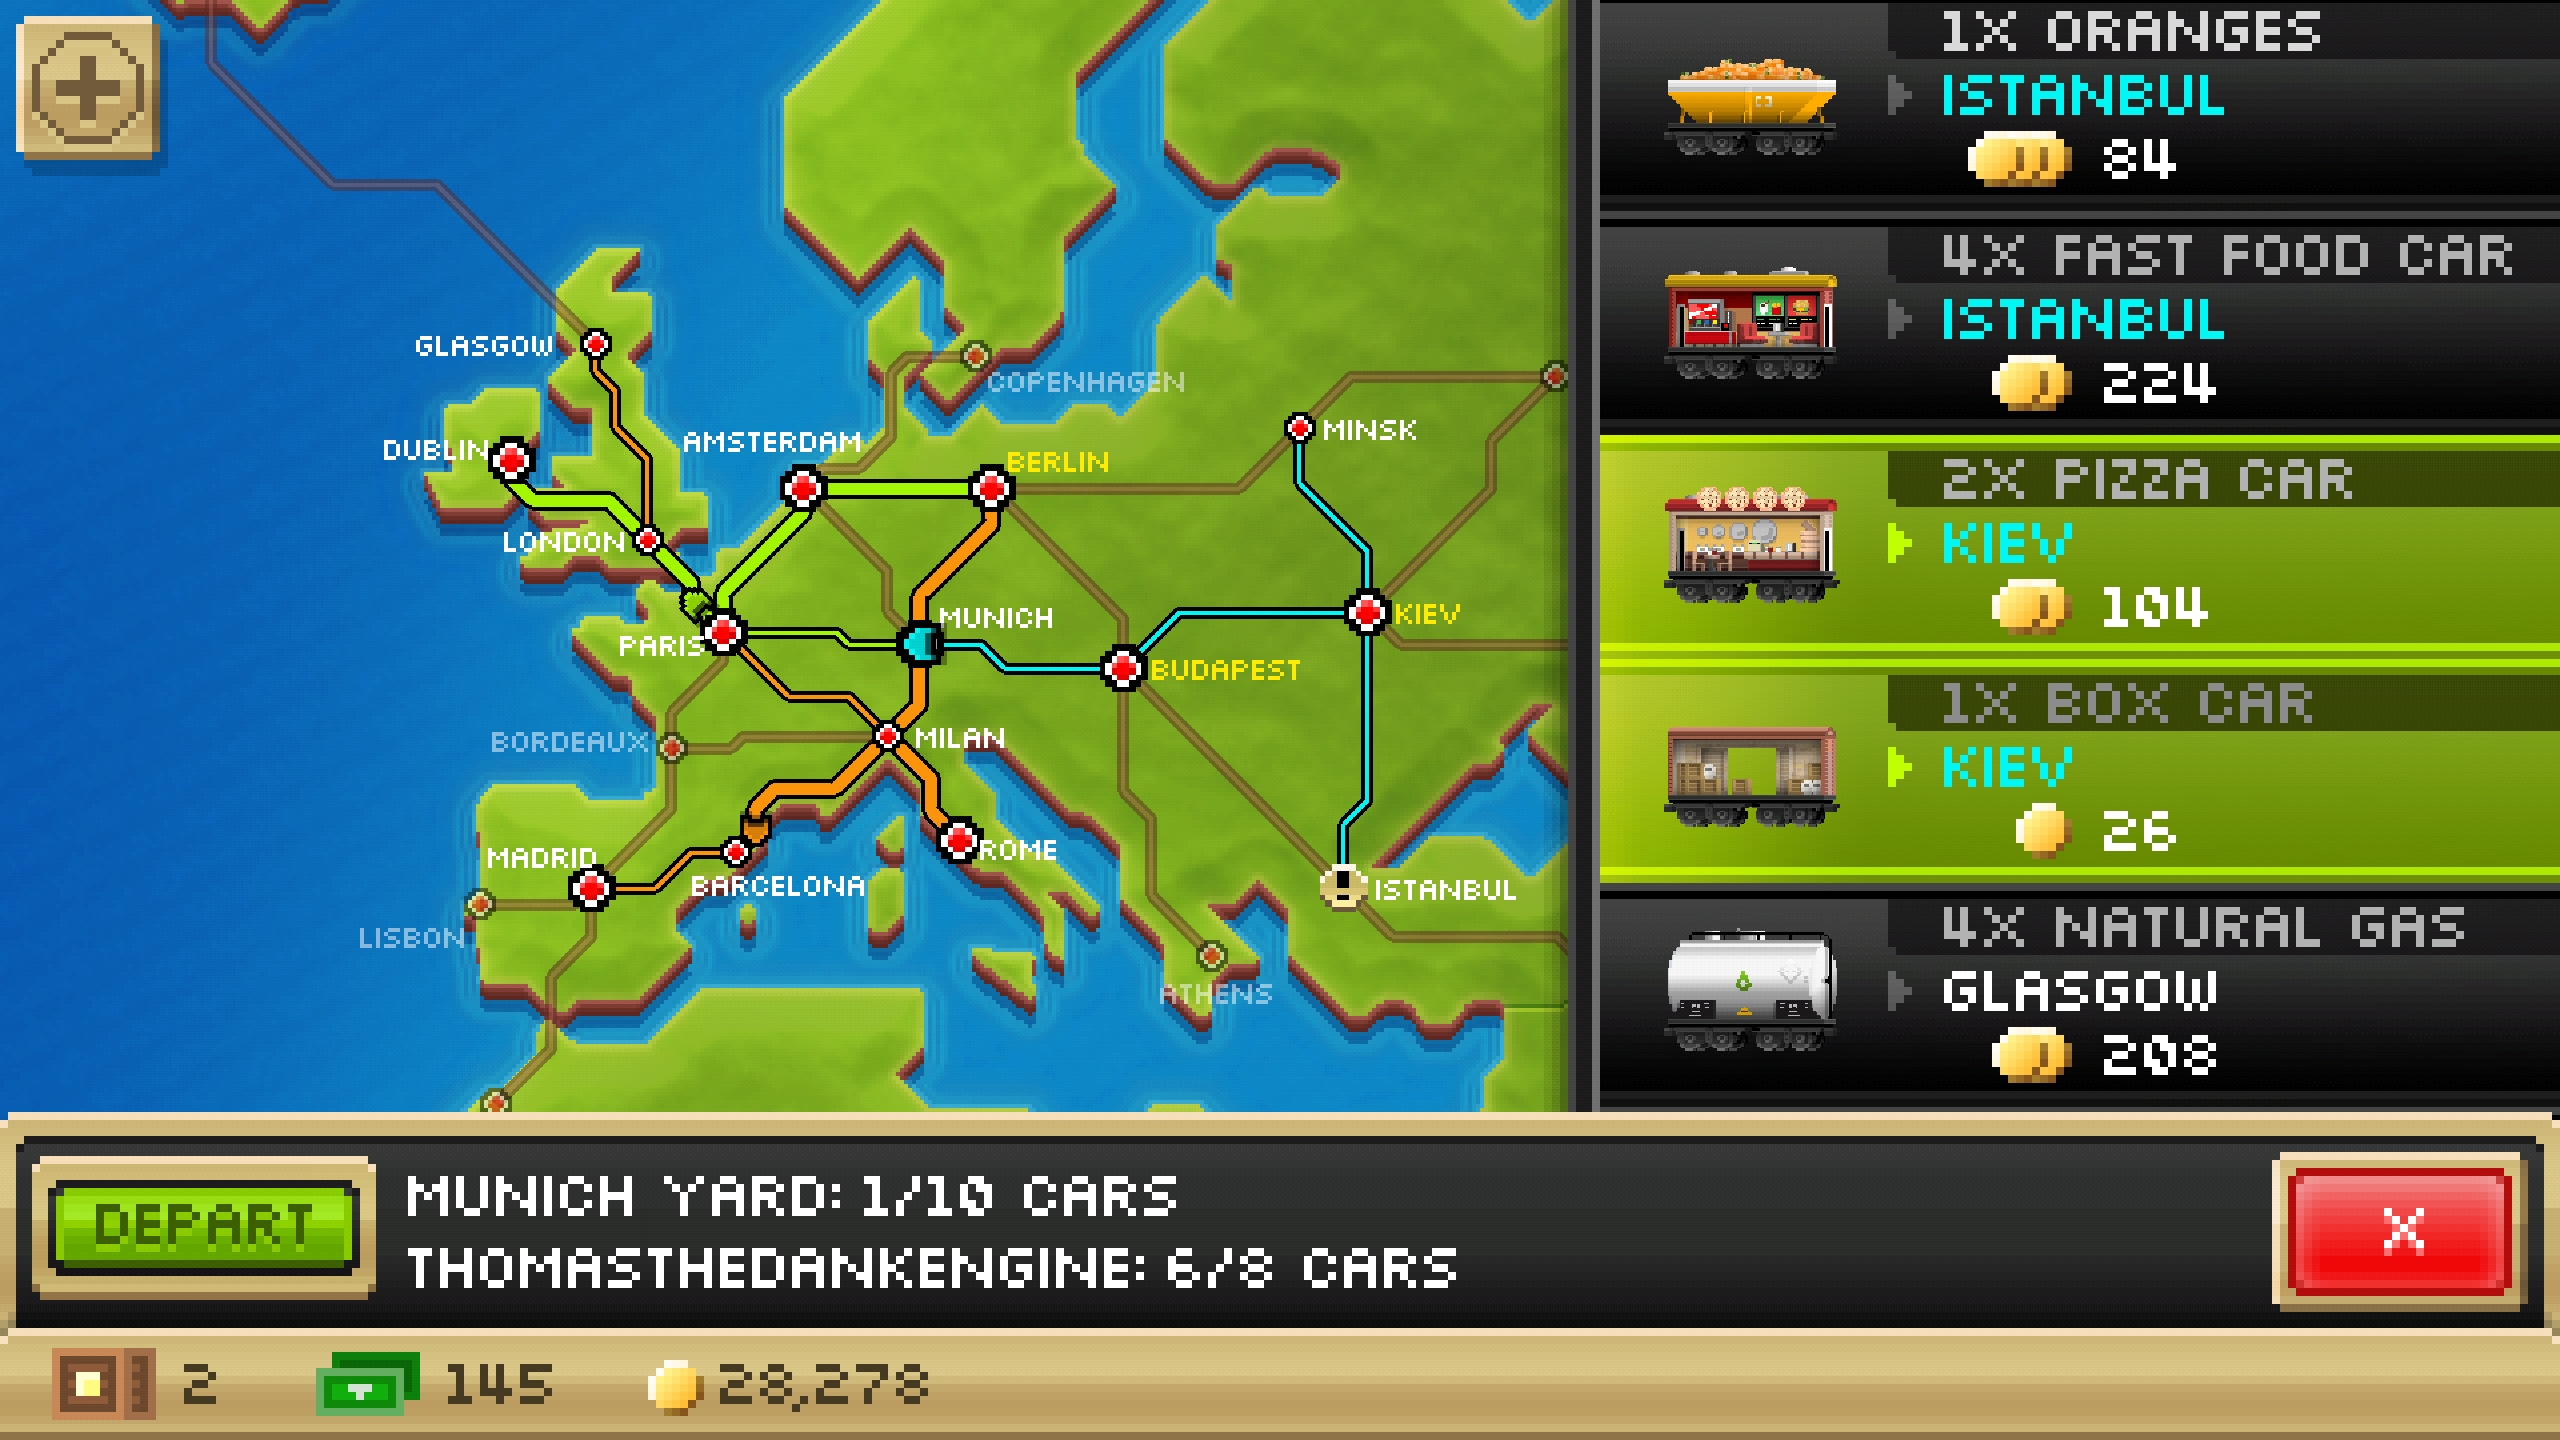 GLASGOW
COPENHAGEN
DUBLIN
AMSTERDAM
BERLIN
MINSK
LONDON
MUNICH
KIEV
PARIS
BUDAPEST
BORDEAUX
MILAN
MADRID
ROME
BARCELONA
ISTANBUL
LISBON
ATHENS
1X ORANGES
ISTANBUL
84
4X FAST FOOD CAR
ISTANBUL
224
2X PIZZA CAR
KIEV
104
1X BOX CAR
KIEV
26
4X NATURAL GAS
GLASGOW
208
DEPART
MUNICH YARD: 1/10 CARS
THOMASTHEDANKENGINE: 6/8 CARS
X
2 145 28,278